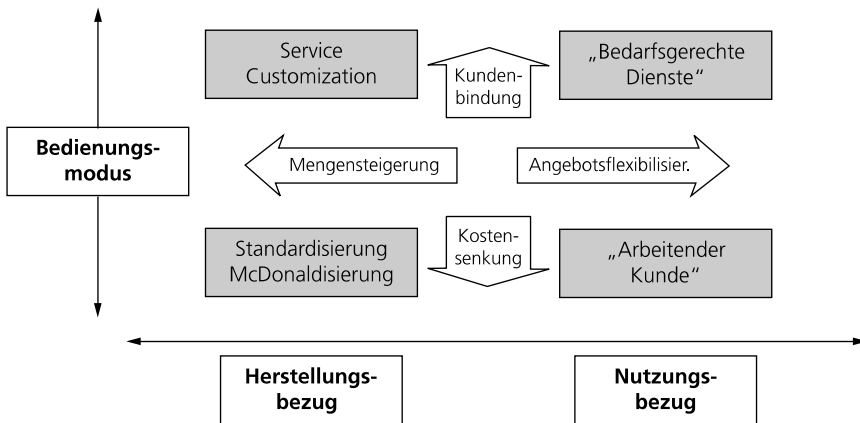 Service
Customization
Kunden-
bindung
„Bedarfsgerechte
Dienste“
Bedienungs-
modus
Mengensteigerung
Angebotsflexibilisier.
Standardisierung
McDonaldisierung
Kosten-
senkung
„Arbeitender
Kunde“
Herstellungs-
bezug
Nutzungs-
bezug